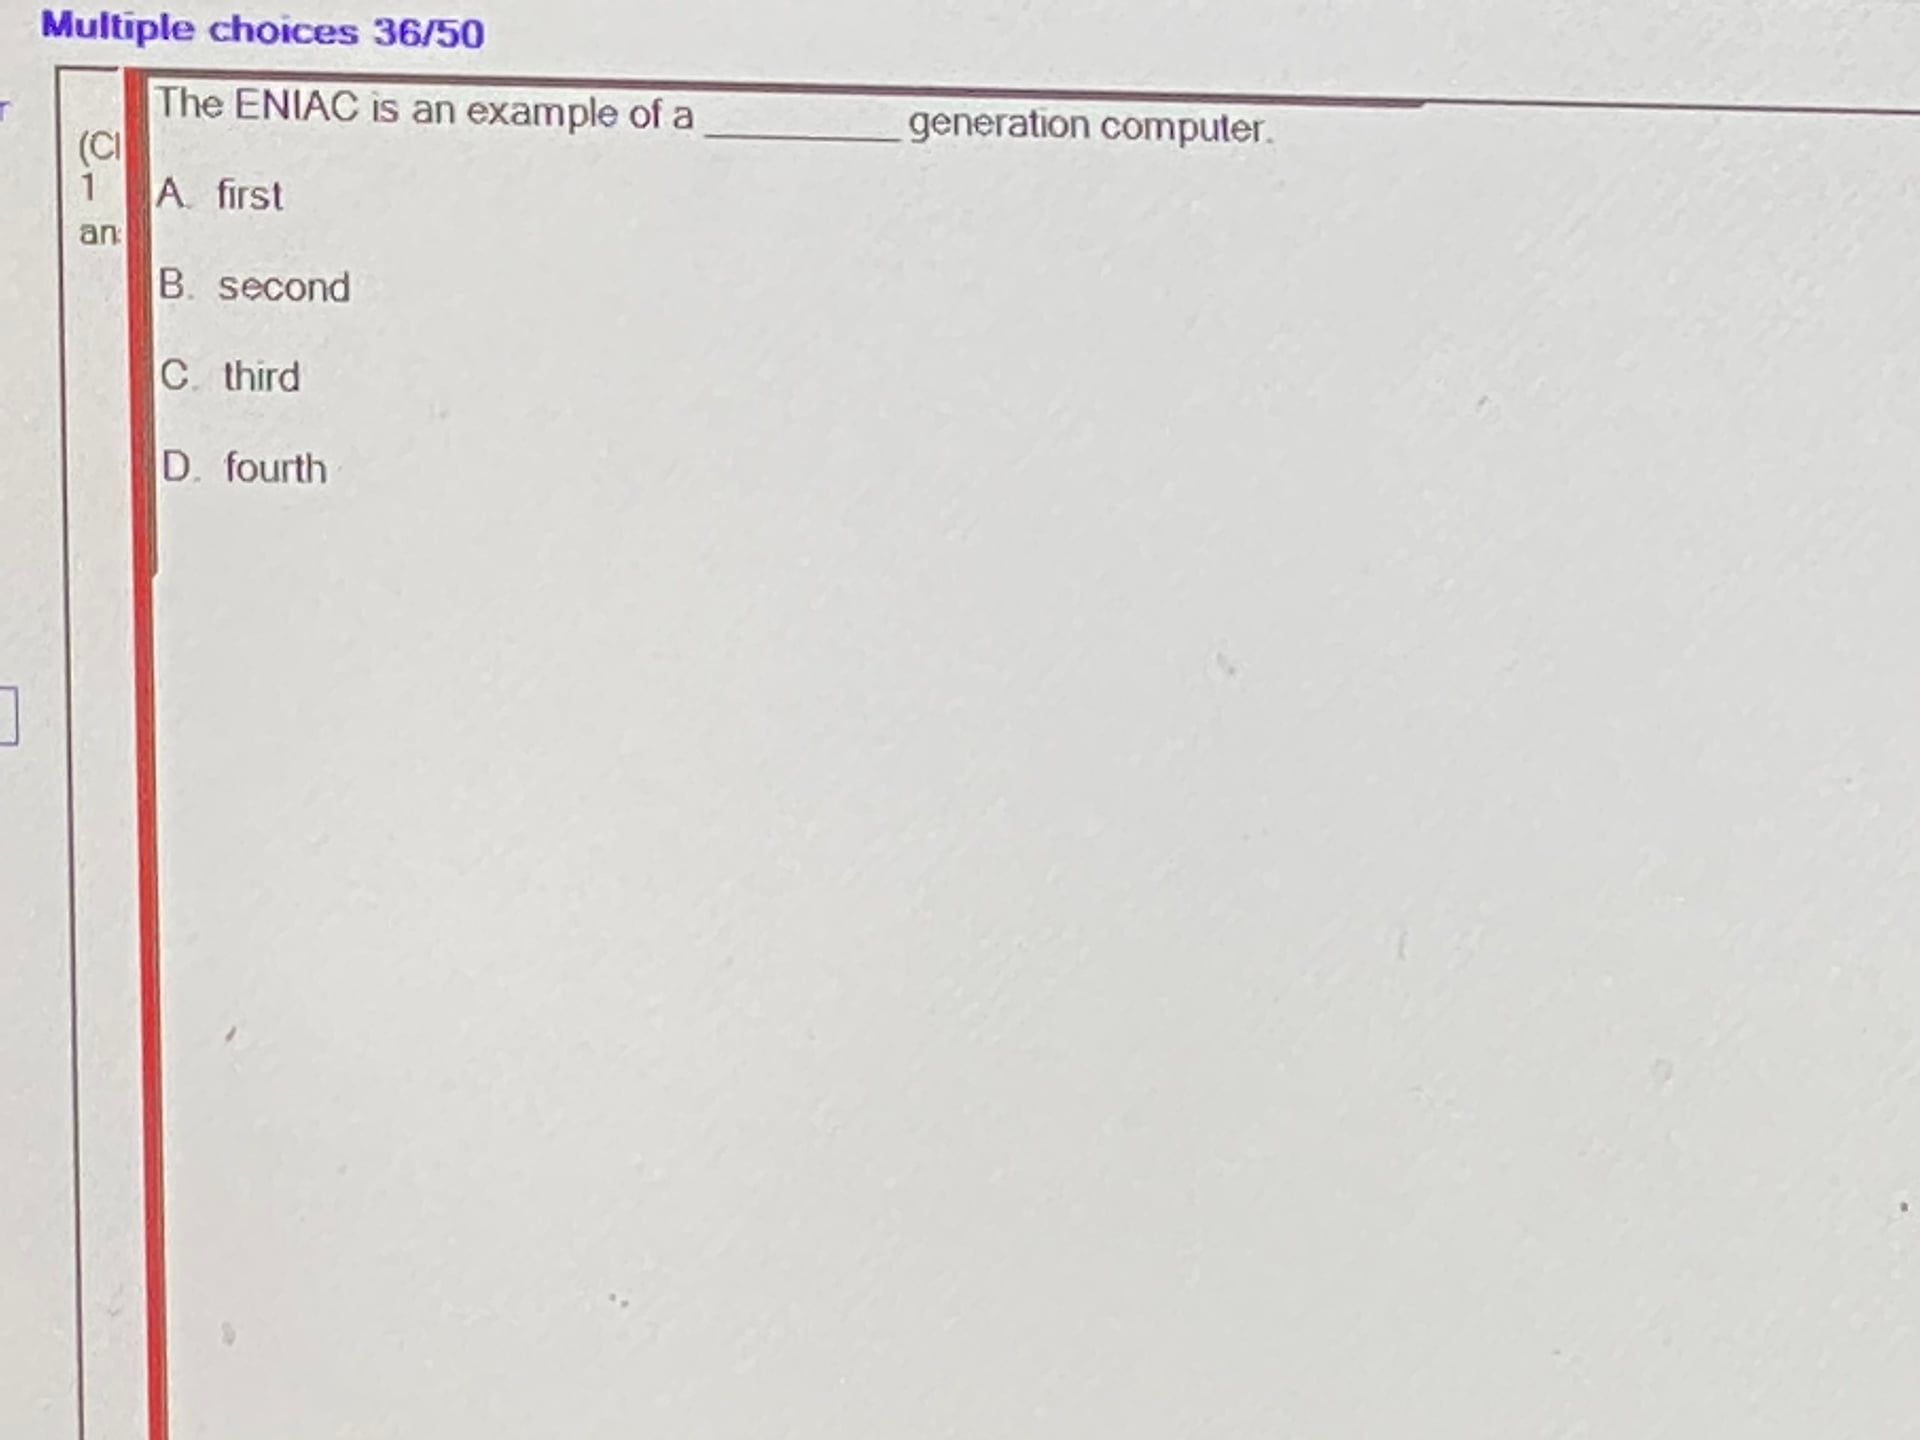 Multiple choices 36/50
The ENIAC is an example of a ________ generation computer.
(Cl
1
an
A. first
B. second
C. third
D. fourth